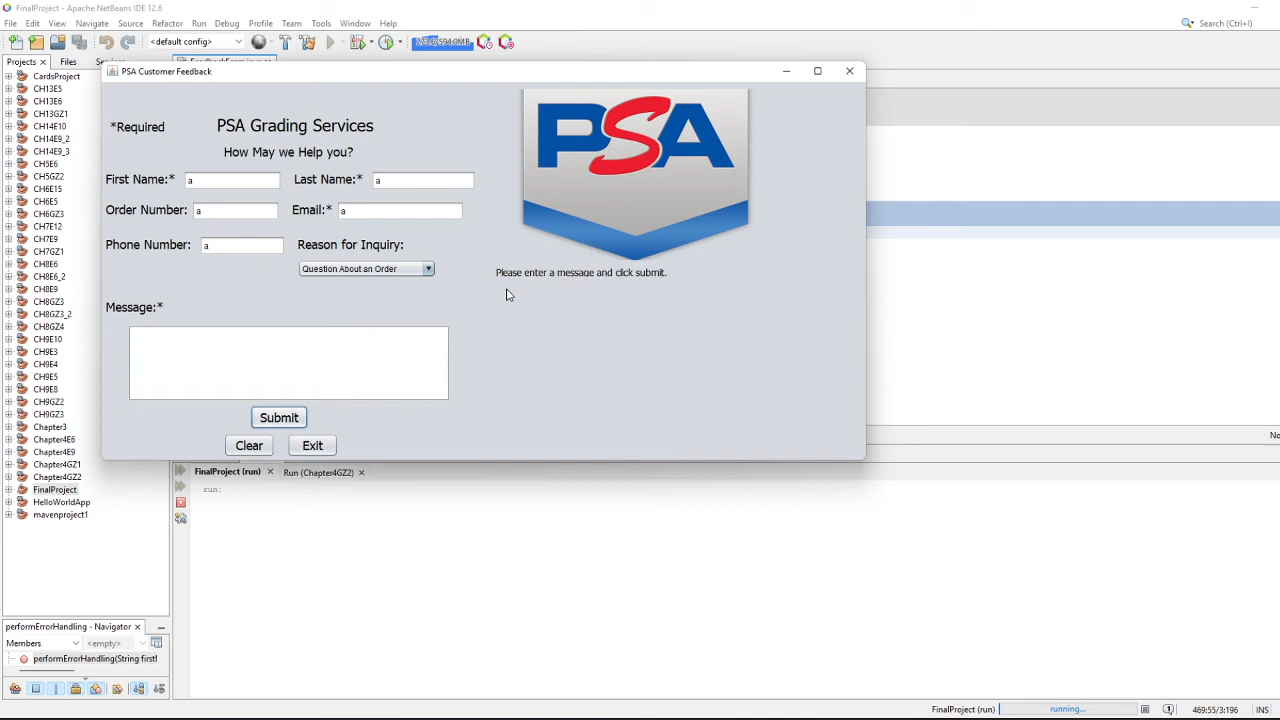 FinalProject - Apache NetBeans IDE 12.6
File Edit View Navigate Source Refactor Run Debug Profile Team Tools Window Help
Search (Ctrl+I)
<default config>
Projects Files
PSA Customer Feedback
CardsProject
CH13E5
CH13E6
CH13GZ1
CH14E10
CH14E9_2
CH14E9_3
CH5E6
CH5GZ2
CH6E15
CH6E5
CH6GZ3
CH7E12
CH7E9
CH7GZ1
CH8E6
CH8E6_2
CH8E9
CH8GZ3
CH8GZ3_2
CH8GZ4
CH9E10
CH9E3
CH9E4
CH9E5
CH9E8
CH9GZ2
CH9GZ3
Chapter3
Chapter4E6
Chapter4E9
Chapter4GZ1
Chapter4GZ2
FinalProject
HelloWorldApp
mavenproject1
*Required PSA Grading Services
How May we Help you?
First Name:* a Last Name:* a
Order Number: a Email:* a
Phone Number: a Reason for Inquiry:
Question About an Order
Message:*
Submit
Clear Exit
PSA
Please enter a message and click submit.
FinalProject (run) Run (Chapter4GZ2)
run:
performErrorHandling - Navigator
Members <empty>
performErrorHandling(String firstl
FinalProject (run) running... 469:55/3:196 INS